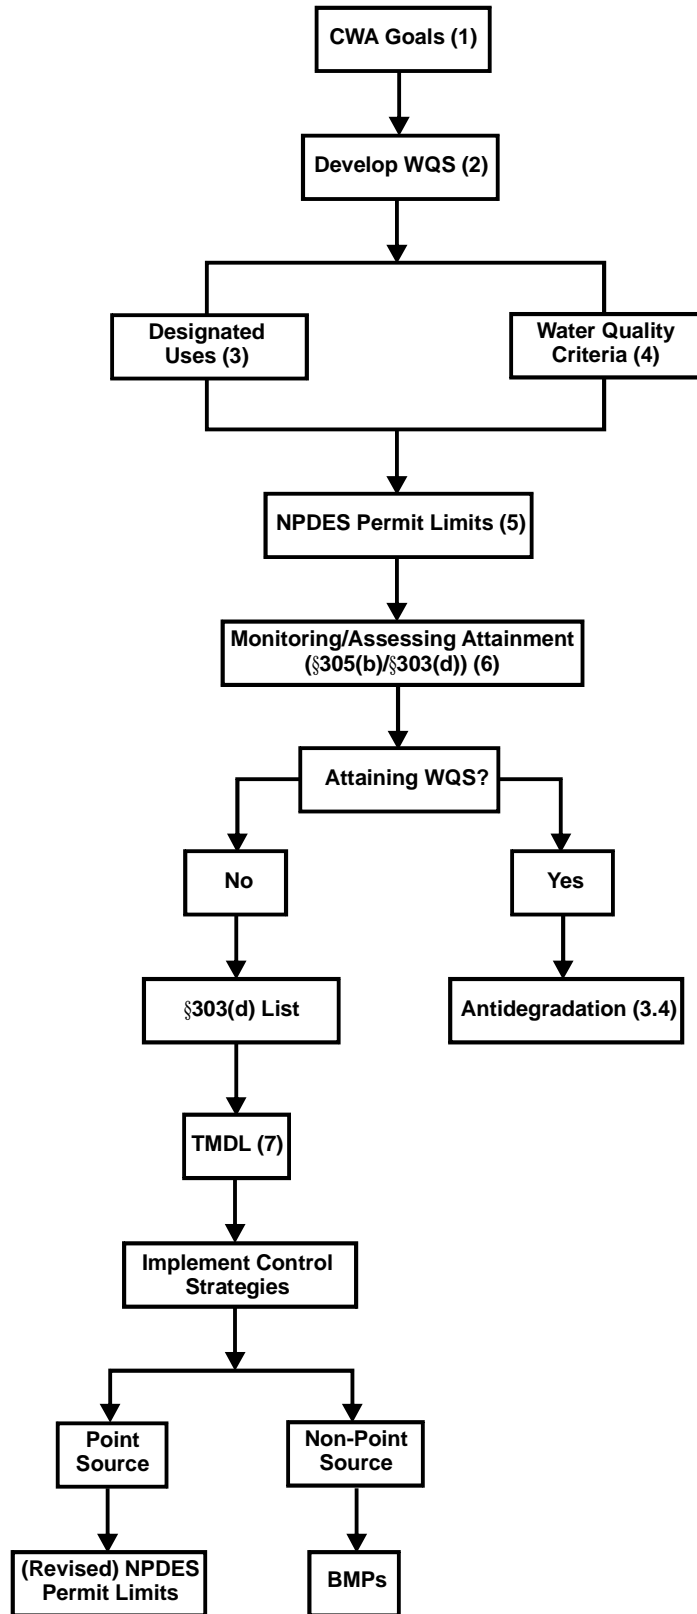 CWA Goals (1)
Develop WQS (2)
Designated
Uses (3)
Water Quality
Criteria (4)
NPDES Permit Limits (5)
Monitoring/Assessing Attainment
(§305(b)/§303(d)) (6)
Attaining WQS?
No
Yes
§303(d) List
Antidegradation (3.4)
TMDL (7)
Implement Control
Strategies
Point
Source
Non-Point
Source
(Revised) NPDES
Permit Limits
BMPs